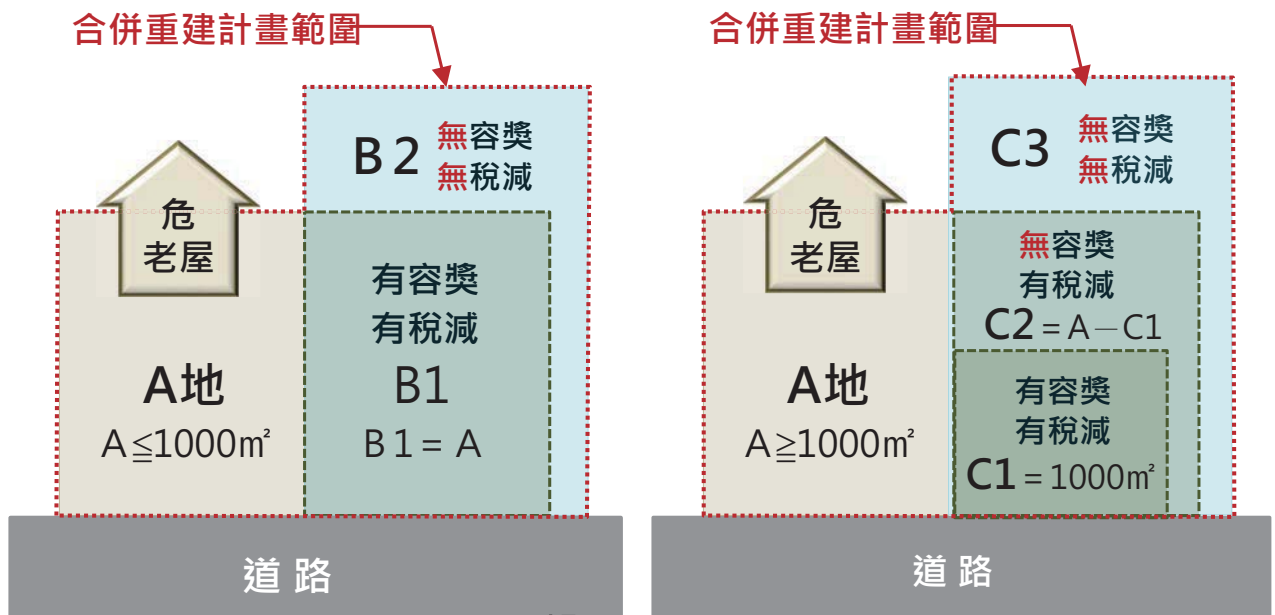 合併重建計畫範圍
B2 無容獎
無稅減
危
老屋
有容獎
有稅減
A地
B1
A≦1000㎡
B1=A
道路
合併重建計畫範圍
C3 無容獎
無稅減
危
老屋
無容獎
有稅減
C2=A—C1
A地
A≧1000㎡
有容獎
有稅減
C1=1000㎡
道路